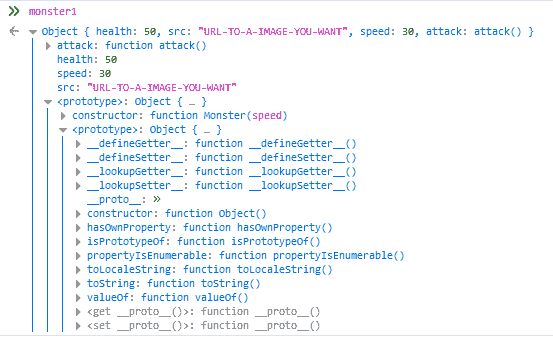 monster1
Object { health: 50, src: "URL-TO-A-IMAGE-YOU-WANT", speed: 30, attack: attack() }
attack: function attack()
health: 50
speed: 30
src: "URL-TO-A-IMAGE-YOU-WANT"
<prototype>: Object { … }
constructor: function Monster(speed)
<prototype>: Object { … }
__defineGetter__: function __defineGetter__()
__defineSetter__: function __defineSetter__()
__lookupGetter__: function __lookupGetter__()
__lookupSetter__: function __lookupSetter__()
__proto__: »
constructor: function Object()
hasOwnProperty: function hasOwnProperty()
isPrototypeOf: function isPrototypeOf()
propertyIsEnumerable: function propertyIsEnumerable()
toLocaleString: function toLocaleString()
toString: function toString()
valueOf: function valueOf()
<get __proto__()>: function __proto__()
<set __proto__()>: function __proto__()